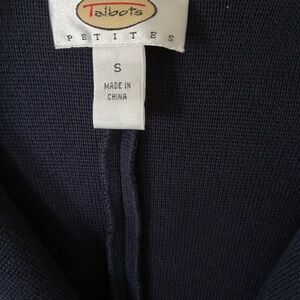 Talbots
PETITES
S
MADE IN
CHINA